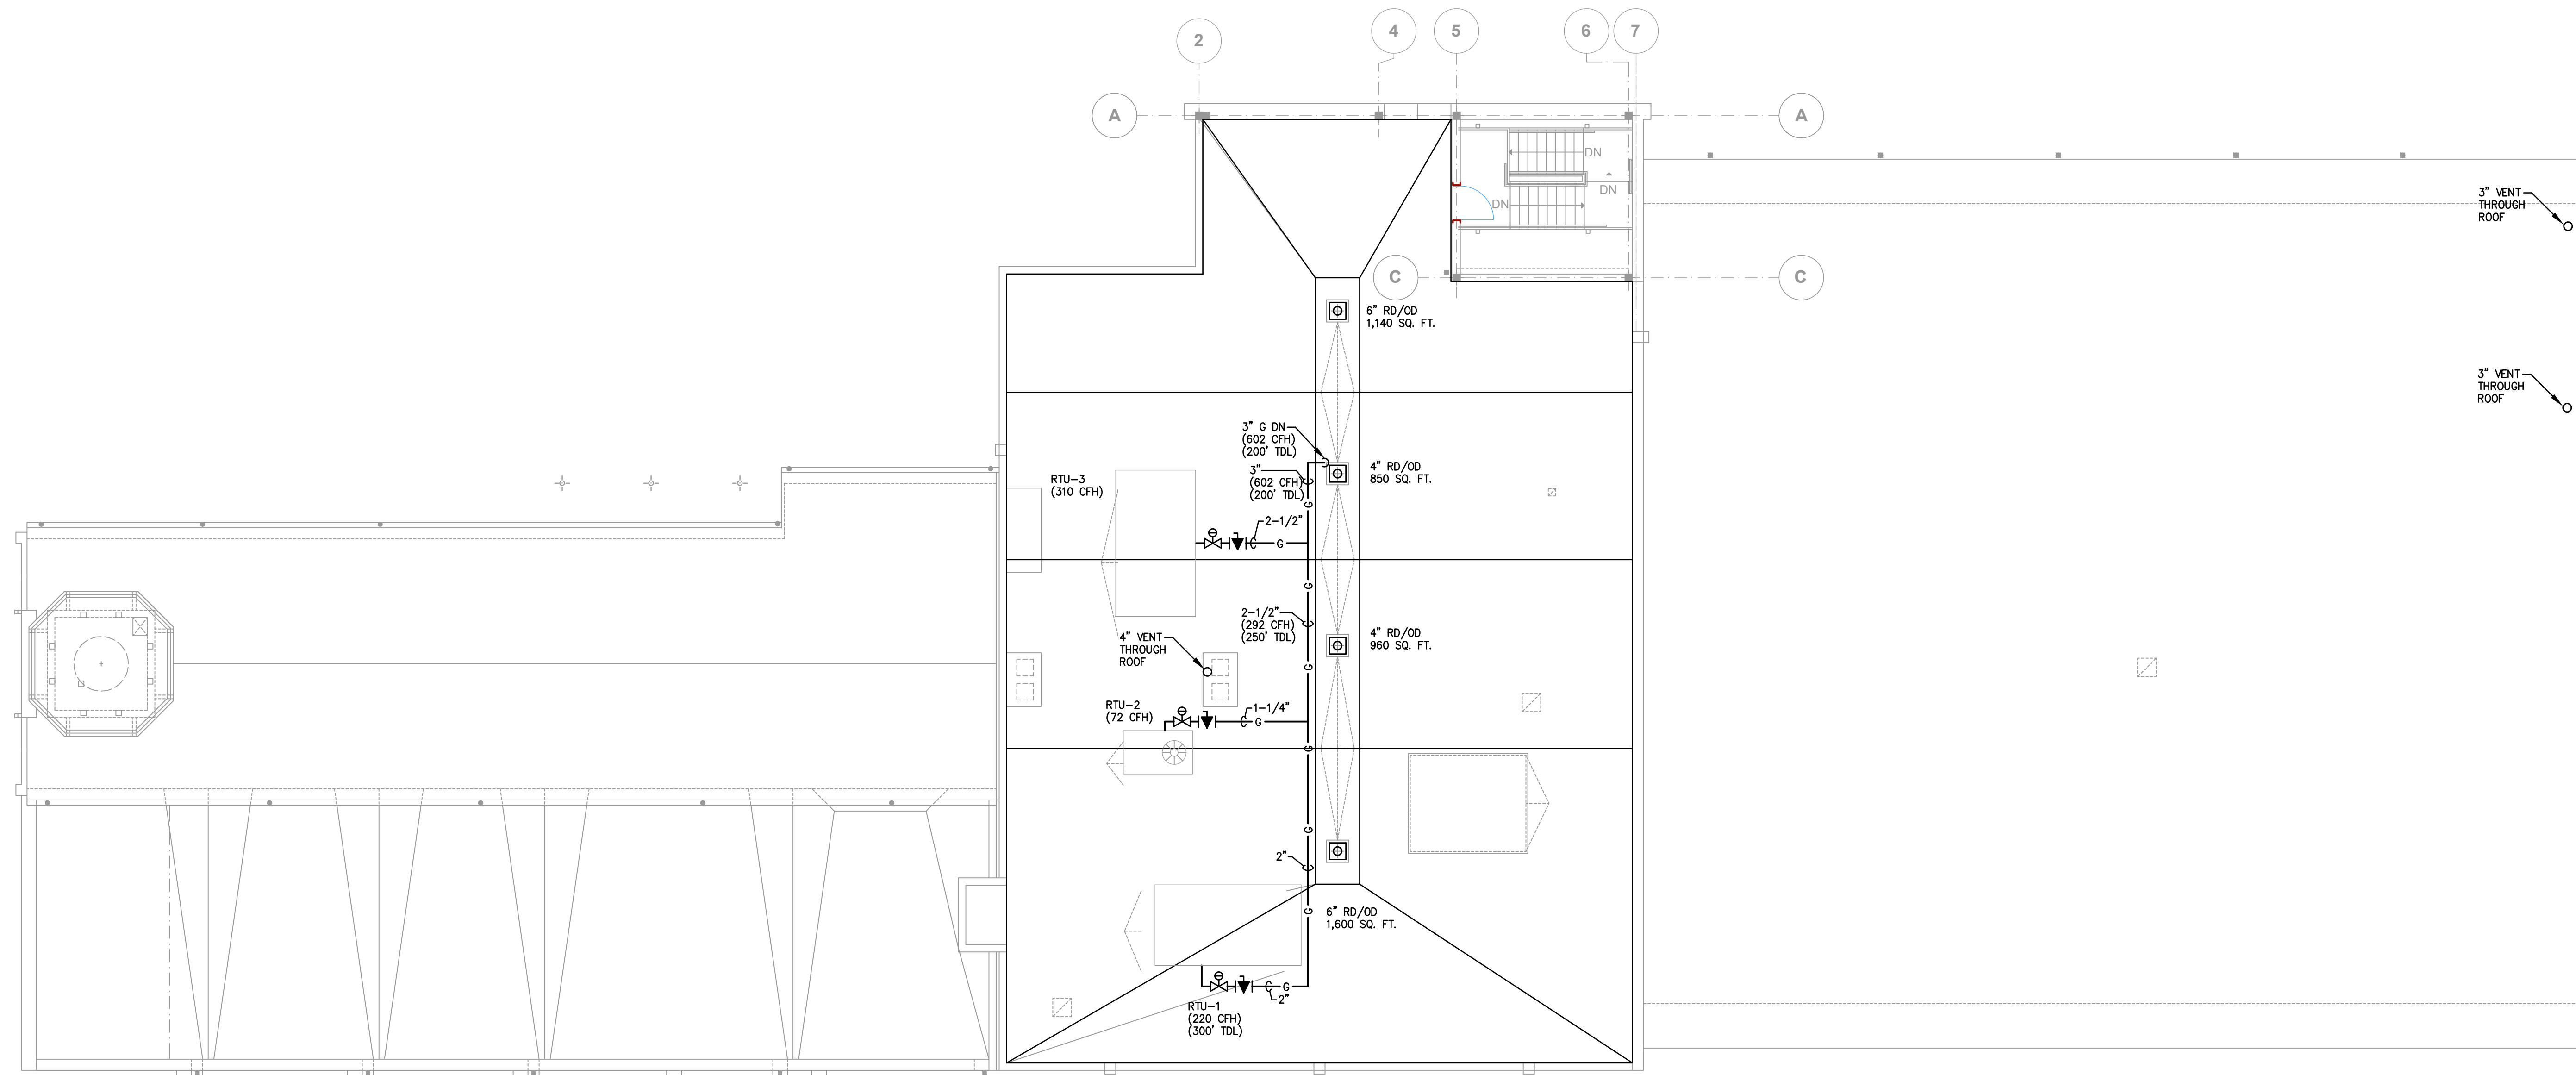 2
4
5
6
7
A
A
DN
DN
DN
C
C
3" VENT
THROUGH
ROOF
6" RD/OD
1,140 SQ. FT.
3" VENT
THROUGH
ROOF
3" G DN
(602 CFH)
(200' TDL)
3"
(602 CFH)
(200' TDL)
4" RD/OD
850 SQ. FT.
RTU-3
(310 CFH)
G
2-1/2"
G
G
2-1/2"
(292 CFH)
(250' TDL)
4" VENT
THROUGH
ROOF
4" RD/OD
960 SQ. FT.
G
RTU-2
(72 CFH)
1-1/4"
G
G
G
2"
G
6" RD/OD
1,600 SQ. FT.
G
2"
RTU-1
(220 CFH)
(300' TDL)